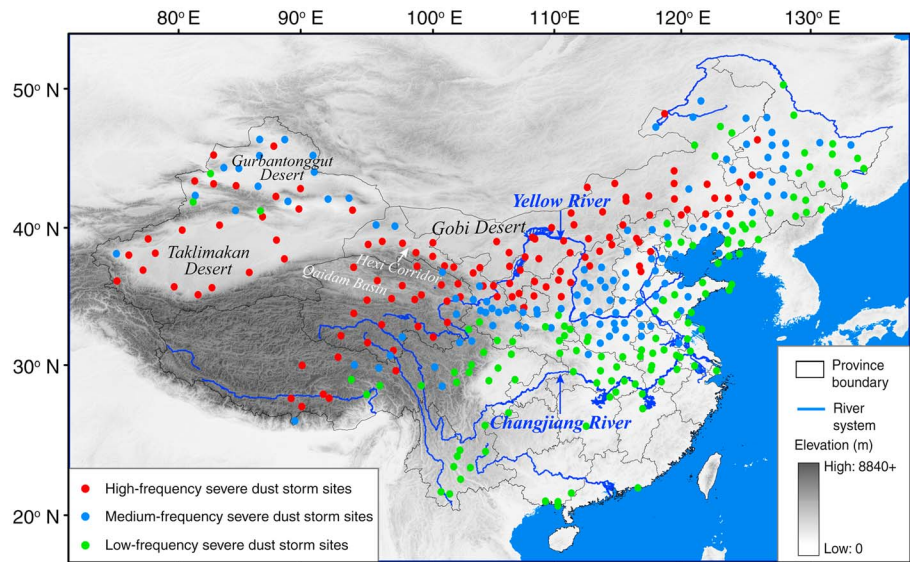 80° E
90° E
100° E
110° E
120° E
130° E
50° N
40° N
30° N
20° N
Gurbantonggut
Desert
Taklimakan
Desert
Gobi Desert
Yellow River
Hexi Corridor
Qaidam Basin
Changjiang River
High-frequency severe dust storm sites
Medium-frequency severe dust storm sites
Low-frequency severe dust storm sites
Province
boundary
River
system
Elevation (m)
High: 8840+
Low: 0